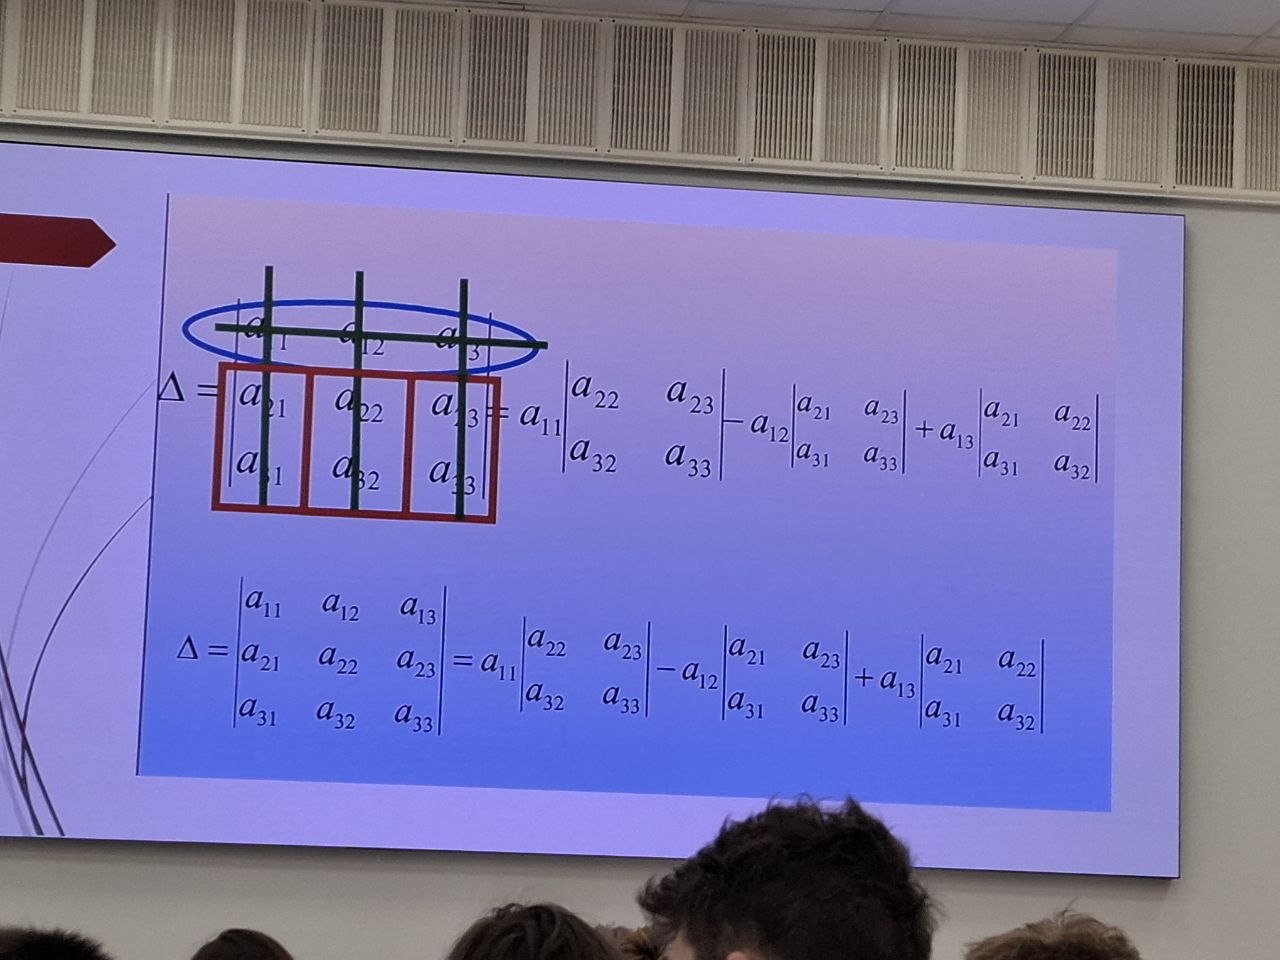 Δ = | a₁₁ a₁₂ a₁₃ |
| a₂₁ a₂₂ a₂₃ |
| a₃₁ a₃₂ a₃₃ | = a₁₁ | a₂₂ a₂₃ ; a₃₂ a₃₃ | − a₁₂ | a₂₁ a₂₃ ; a₃₁ a₃₃ | + a₁₃ | a₂₁ a₂₂ ; a₃₁ a₃₂ |
Δ = | a₁₁ a₁₂ a₁₃ |
| a₂₁ a₂₂ a₂₃ |
| a₃₁ a₃₂ a₃₃ | = a₁₁ | a₂₂ a₂₃ ; a₃₂ a₃₃ | − a₁₂ | a₂₁ a₂₃ ; a₃₁ a₃₃ | + a₁₃ | a₂₁ a₂₂ ; a₃₁ a₃₂ |